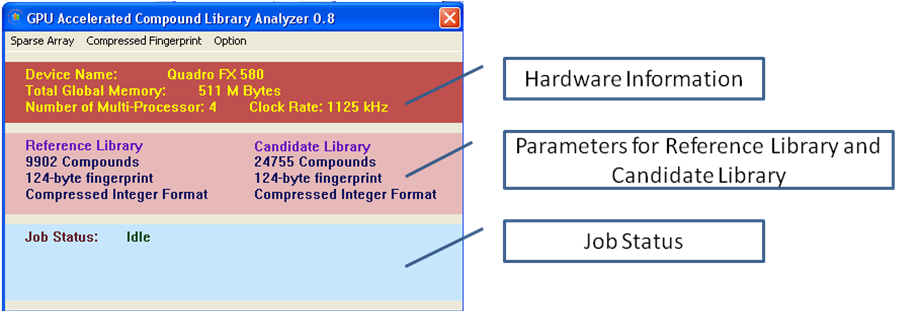 GPU Accelerated Compound Library Analyzer 0.8
Sparse Array Compressed Fingerprint Option
Device Name: Quadro FX 580
Total Global Memory: 511 M Bytes
Number of Multi-Processor: 4 Clock Rate: 1125 kHz
Hardware Information
Reference Library
9902 Compounds
124-byte fingerprint
Compressed Integer Format
Candidate Library
24755 Compounds
124-byte fingerprint
Compressed Integer Format
Parameters for Reference Library and
Candidate Library
Job Status: Idle
Job Status